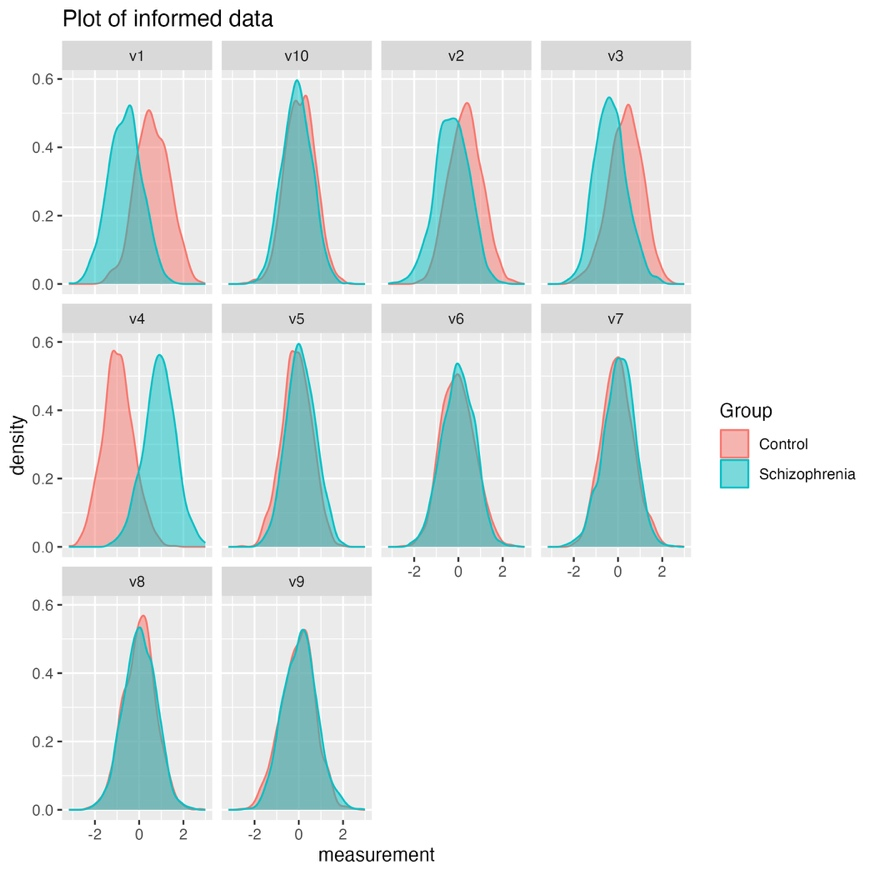 Plot of informed data
v1 v10 v2 v3
0.6
0.4
0.2
0.0
v4 v5 v6 v7
0.6
0.4
0.2
0.0
-2 0 2 -2 0 2
v8 v9
0.6
0.4
0.2
0.0
-2 0 2 -2 0 2
measurement
density
Group
Control
Schizophrenia